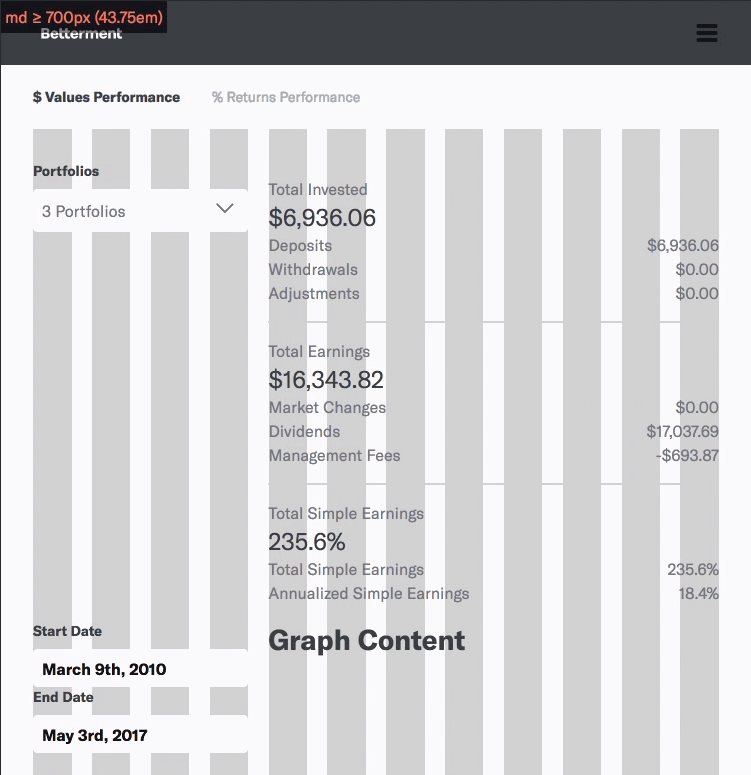 md ≥ 700px (43.75em)
Betterment
$ Values Performance
% Returns Performance
Portfolios
3 Portfolios
Total Invested
$6,936.06
Deposits $6,936.06
Withdrawals $0.00
Adjustments $0.00
Total Earnings
$16,343.82
Market Changes $0.00
Dividends $17,037.69
Management Fees -$693.87
Total Simple Earnings
235.6%
Total Simple Earnings 235.6%
Annualized Simple Earnings 18.4%
Start Date
March 9th, 2010
End Date
May 3rd, 2017
Graph Content